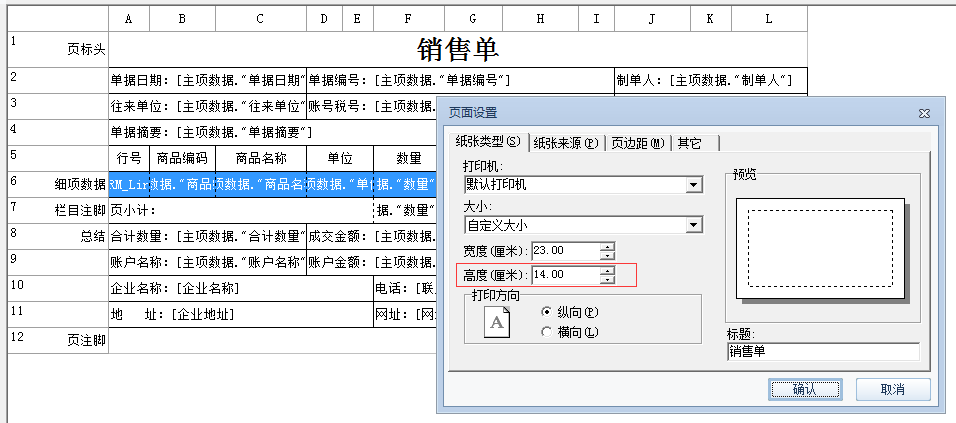 A B C D E F G H I J K L
1 页标头 销售单
2 单据日期：[主项数据."单据日期" 单据编号：[主项数据."单据编号"] 制单人：[主项数据."制单人"]
3 往来单位：[主项数据."往来单位" 账号税号：[主项数据.
4 单据摘要：[主项数据."单据摘要"]
5 行号 商品编码 商品名称 单位 数量
6 细项数据 RM_Lin 数据."商品 页数据."商品名 页数据."单 据."数量"
7 栏目注脚 页小计： 据."数量"
8 总结 合计数量：[主项数据."合计数量" 成交金额：[主项数据.
9 账户名称：[主项数据."账户名称" 账户金额：[主项数据.
10 企业名称：[企业名称] 电话：[联
11 地 址：[企业地址] 网址：[网
12 页注脚
页面设置
纸张类型(S) 纸张来源(P) 页边距(M) 其它
打印机:
默认打印机
大小:
自定义大小
宽度(厘米): 23.00
高度(厘米): 14.00
打印方向
A
纵向(P)
横向(L)
预览
标题:
销售单
确认 取消